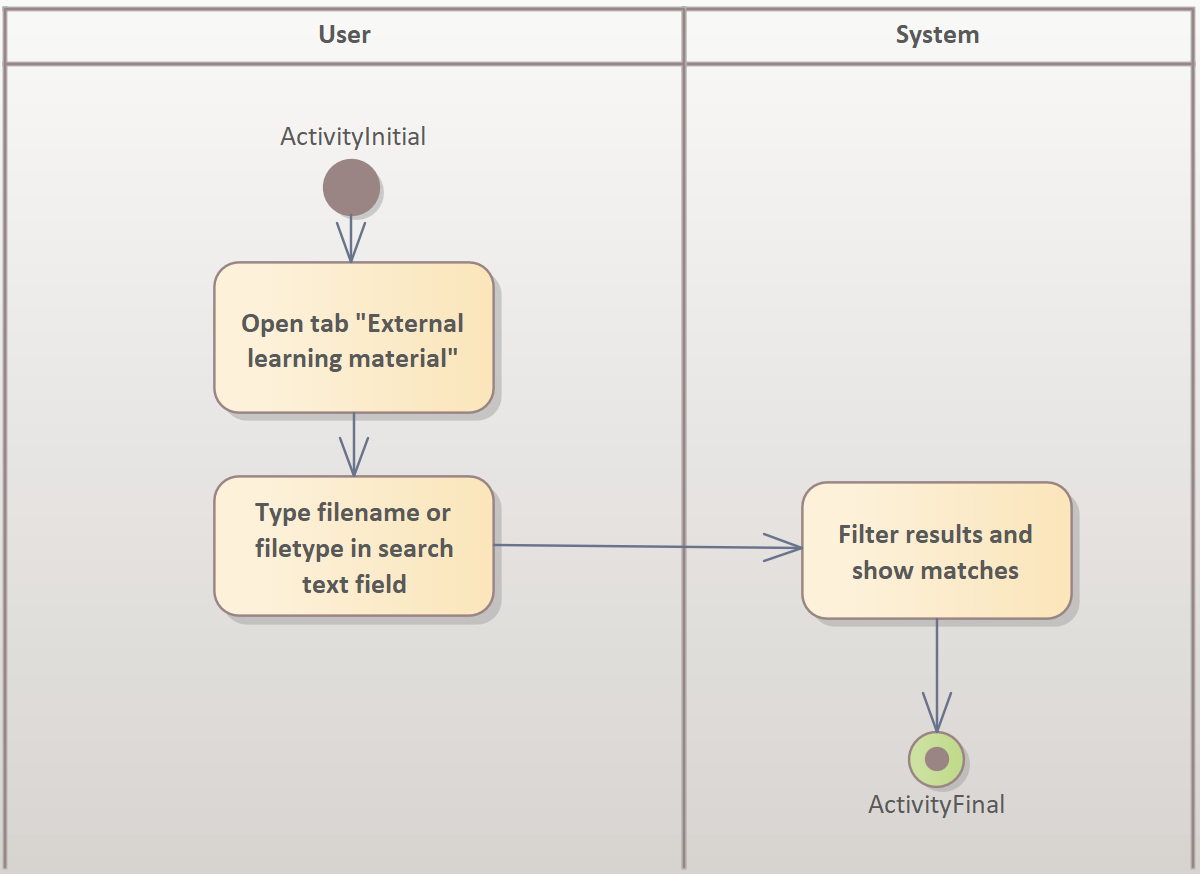 User
System
ActivityInitial
Open tab "External
learning material"
Type filename or
filetype in search
text field
Filter results and
show matches
ActivityFinal